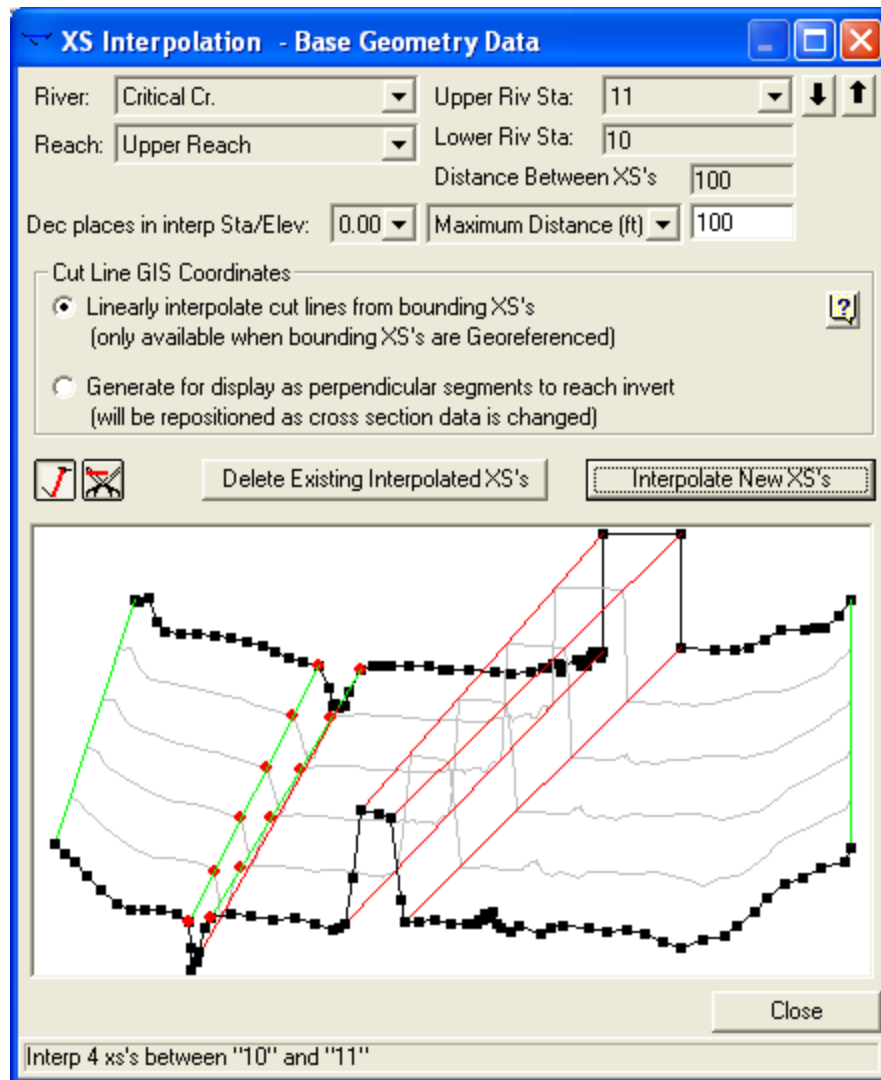 XS Interpolation - Base Geometry Data
River: Critical Cr. Upper Riv Sta: 11
Reach: Upper Reach Lower Riv Sta: 10
Distance Between XS's 100
Dec places in interp Sta/Elev: 0.00 Maximum Distance (ft) 100
Cut Line GIS Coordinates
Linearly interpolate cut lines from bounding XS's
(only available when bounding XS's are Georeferenced)
Generate for display as perpendicular segments to reach invert
(will be repositioned as cross section data is changed)
Delete Existing Interpolated XS's Interpolate New XS's
Close
Interp 4 xs's between "10" and "11"